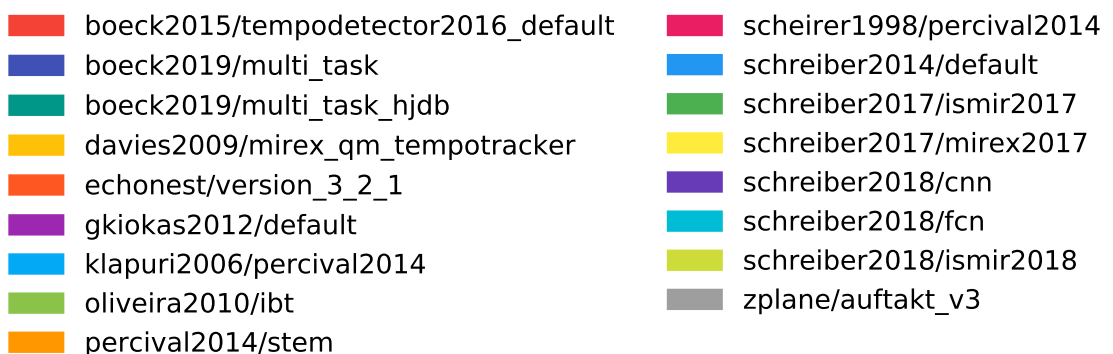 boeck2015/tempodetector2016_default
boeck2019/multi_task
boeck2019/multi_task_hjdb
davies2009/mirex_qm_tempotracker
echonest/version_3_2_1
gkiokas2012/default
klapuri2006/percival2014
oliveira2010/ibt
percival2014/stem
scheirer1998/percival2014
schreiber2014/default
schreiber2017/ismir2017
schreiber2017/mirex2017
schreiber2018/cnn
schreiber2018/fcn
schreiber2018/ismir2018
zplane/auftakt_v3